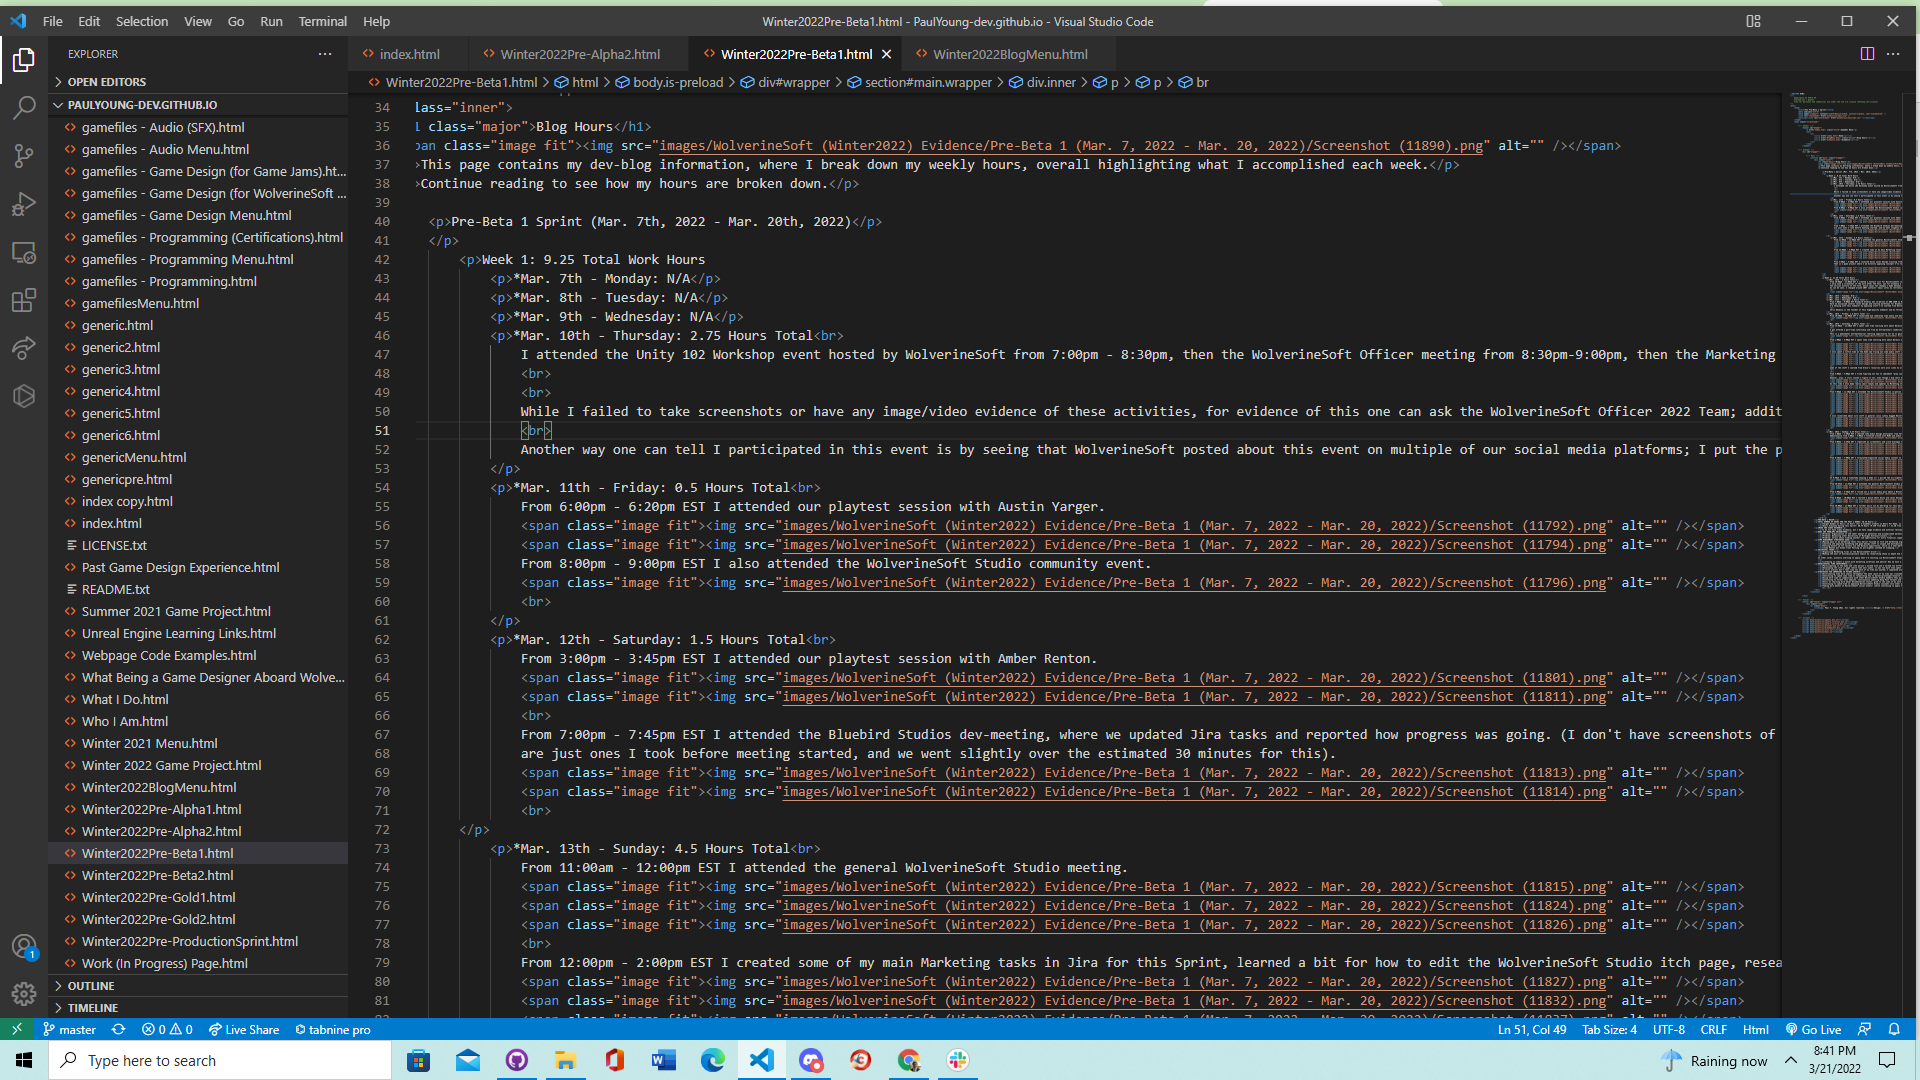 File Edit Selection View Go Run Terminal Help
Winter2022Pre-Beta1.html - PaulYoung-dev.github.io - Visual Studio Code
EXPLORER
OPEN EDITORS
PAULYOUNG-DEV.GITHUB.IO
gamefiles - Audio (SFX).html
gamefiles - Audio Menu.html
gamefiles - Game Design (for Game Jams).ht...
gamefiles - Game Design (for WolverineSoft ...
gamefiles - Game Design Menu.html
gamefiles - Programming (Certifications).html
gamefiles - Programming Menu.html
gamefiles - Programming.html
gamefilesMenu.html
generic.html
generic2.html
generic3.html
generic4.html
generic5.html
generic6.html
genericMenu.html
genericpre.html
index copy.html
index.html
LICENSE.txt
Past Game Design Experience.html
README.txt
Summer 2021 Game Project.html
Unreal Engine Learning Links.html
Webpage Code Examples.html
What Being a Game Designer Aboard Wolve...
What I Do.html
Who I Am.html
Winter 2021 Menu.html
Winter 2022 Game Project.html
Winter2022BlogMenu.html
Winter2022Pre-Alpha1.html
Winter2022Pre-Alpha2.html
Winter2022Pre-Beta1.html
Winter2022Pre-Beta2.html
Winter2022Pre-Gold1.html
Winter2022Pre-Gold2.html
Winter2022Pre-ProductionSprint.html
Work (In Progress) Page.html
OUTLINE
TIMELINE
index.html Winter2022Pre-Alpha2.html Winter2022Pre-Beta1.html Winter2022BlogMenu.html
Winter2022Pre-Beta1.html > html > body.is-preload > div#wrapper > section#main.wrapper > div.inner > p > p > br
34 lass="inner">
35 l class="major">Blog Hours</h1>
36 pan class="image fit"><img src="images/WolverineSoft (Winter2022) Evidence/Pre-Beta 1 (Mar. 7, 2022 - Mar. 20, 2022)/Screenshot (11890).png" alt="" /></span>
37 >This page contains my dev-blog information, where I break down my weekly hours, overall highlighting what I accomplished each week.</p>
38 >Continue reading to see how my hours are broken down.</p>
39
40 <p>Pre-Beta 1 Sprint (Mar. 7th, 2022 - Mar. 20th, 2022)</p>
41 </p>
42 <p>Week 1: 9.25 Total Work Hours
43 <p>*Mar. 7th - Monday: N/A</p>
44 <p>*Mar. 8th - Tuesday: N/A</p>
45 <p>*Mar. 9th - Wednesday: N/A</p>
46 <p>*Mar. 10th - Thursday: 2.75 Hours Total<br>
47 I attended the Unity 102 Workshop event hosted by WolverineSoft from 7:00pm - 8:30pm, then the WolverineSoft Officer meeting from 8:30pm-9:00pm, then the Marketing
48 <br>
49 <br>
50 While I failed to take screenshots or have any image/video evidence of these activities, for evidence of this one can ask the WolverineSoft Officer 2022 Team; addit
51 <br>
52 Another way one can tell I participated in this event is by seeing that WolverineSoft posted about this event on multiple of our social media platforms; I put the p
53 </p>
54 <p>*Mar. 11th - Friday: 0.5 Hours Total<br>
55 From 6:00pm - 6:20pm EST I attended our playtest session with Austin Yarger.
56 <span class="image fit"><img src="images/WolverineSoft (Winter2022) Evidence/Pre-Beta 1 (Mar. 7, 2022 - Mar. 20, 2022)/Screenshot (11792).png" alt="" /></span>
57 <span class="image fit"><img src="images/WolverineSoft (Winter2022) Evidence/Pre-Beta 1 (Mar. 7, 2022 - Mar. 20, 2022)/Screenshot (11794).png" alt="" /></span>
58 From 8:00pm - 9:00pm EST I also attended the WolverineSoft Studio community event.
59 <span class="image fit"><img src="images/WolverineSoft (Winter2022) Evidence/Pre-Beta 1 (Mar. 7, 2022 - Mar. 20, 2022)/Screenshot (11796).png" alt="" /></span>
60 <br>
61 </p>
62 <p>*Mar. 12th - Saturday: 1.5 Hours Total<br>
63 From 3:00pm - 3:45pm EST I attended our playtest session with Amber Renton.
64 <span class="image fit"><img src="images/WolverineSoft (Winter2022) Evidence/Pre-Beta 1 (Mar. 7, 2022 - Mar. 20, 2022)/Screenshot (11801).png" alt="" /></span>
65 <span class="image fit"><img src="images/WolverineSoft (Winter2022) Evidence/Pre-Beta 1 (Mar. 7, 2022 - Mar. 20, 2022)/Screenshot (11811).png" alt="" /></span>
66 <br>
67 From 7:00pm - 7:45pm EST I attended the Bluebird Studios dev-meeting, where we updated Jira tasks and reported how progress was going. (I don't have screenshots of
68 are just ones I took before meeting started, and we went slightly over the estimated 30 minutes for this).
69 <span class="image fit"><img src="images/WolverineSoft (Winter2022) Evidence/Pre-Beta 1 (Mar. 7, 2022 - Mar. 20, 2022)/Screenshot (11813).png" alt="" /></span>
70 <span class="image fit"><img src="images/WolverineSoft (Winter2022) Evidence/Pre-Beta 1 (Mar. 7, 2022 - Mar. 20, 2022)/Screenshot (11814).png" alt="" /></span>
71 <br>
72 </p>
73 <p>*Mar. 13th - Sunday: 4.5 Hours Total<br>
74 From 11:00am - 12:00pm EST I attended the general WolverineSoft Studio meeting.
75 <span class="image fit"><img src="images/WolverineSoft (Winter2022) Evidence/Pre-Beta 1 (Mar. 7, 2022 - Mar. 20, 2022)/Screenshot (11815).png" alt="" /></span>
76 <span class="image fit"><img src="images/WolverineSoft (Winter2022) Evidence/Pre-Beta 1 (Mar. 7, 2022 - Mar. 20, 2022)/Screenshot (11824).png" alt="" /></span>
77 <span class="image fit"><img src="images/WolverineSoft (Winter2022) Evidence/Pre-Beta 1 (Mar. 7, 2022 - Mar. 20, 2022)/Screenshot (11826).png" alt="" /></span>
78 <br>
79 From 12:00pm - 2:00pm EST I created some of my main Marketing tasks in Jira for this Sprint, learned a bit for how to edit the WolverineSoft Studio itch page, resea
80 <span class="image fit"><img src="images/WolverineSoft (Winter2022) Evidence/Pre-Beta 1 (Mar. 7, 2022 - Mar. 20, 2022)/Screenshot (11827).png" alt="" /></span>
81 <span class="image fit"><img src="images/WolverineSoft (Winter2022) Evidence/Pre-Beta 1 (Mar. 7, 2022 - Mar. 20, 2022)/Screenshot (11832).png" alt="" /></span>
master 0 0 Live Share tabnine pro Ln 51, Col 49 Tab Size: 4 UTF-8 CRLF Html Go Live
Type here to search
Raining now
8:41 PM
3/21/2022